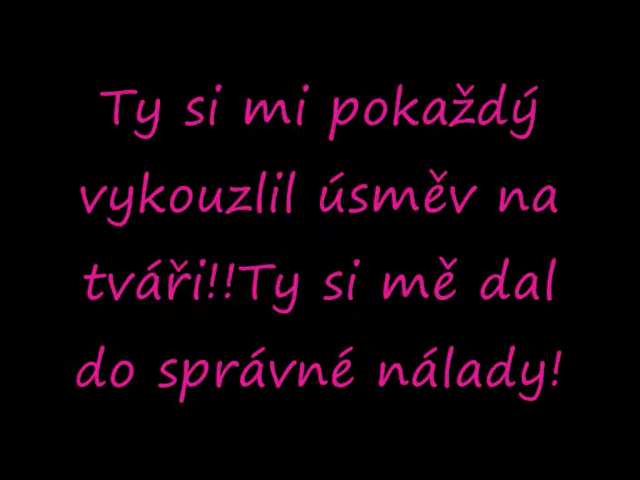 Ty si mi pokaždý
vykouzlil úsměv na
tváři!!Ty si mě dal
do správné nálady!